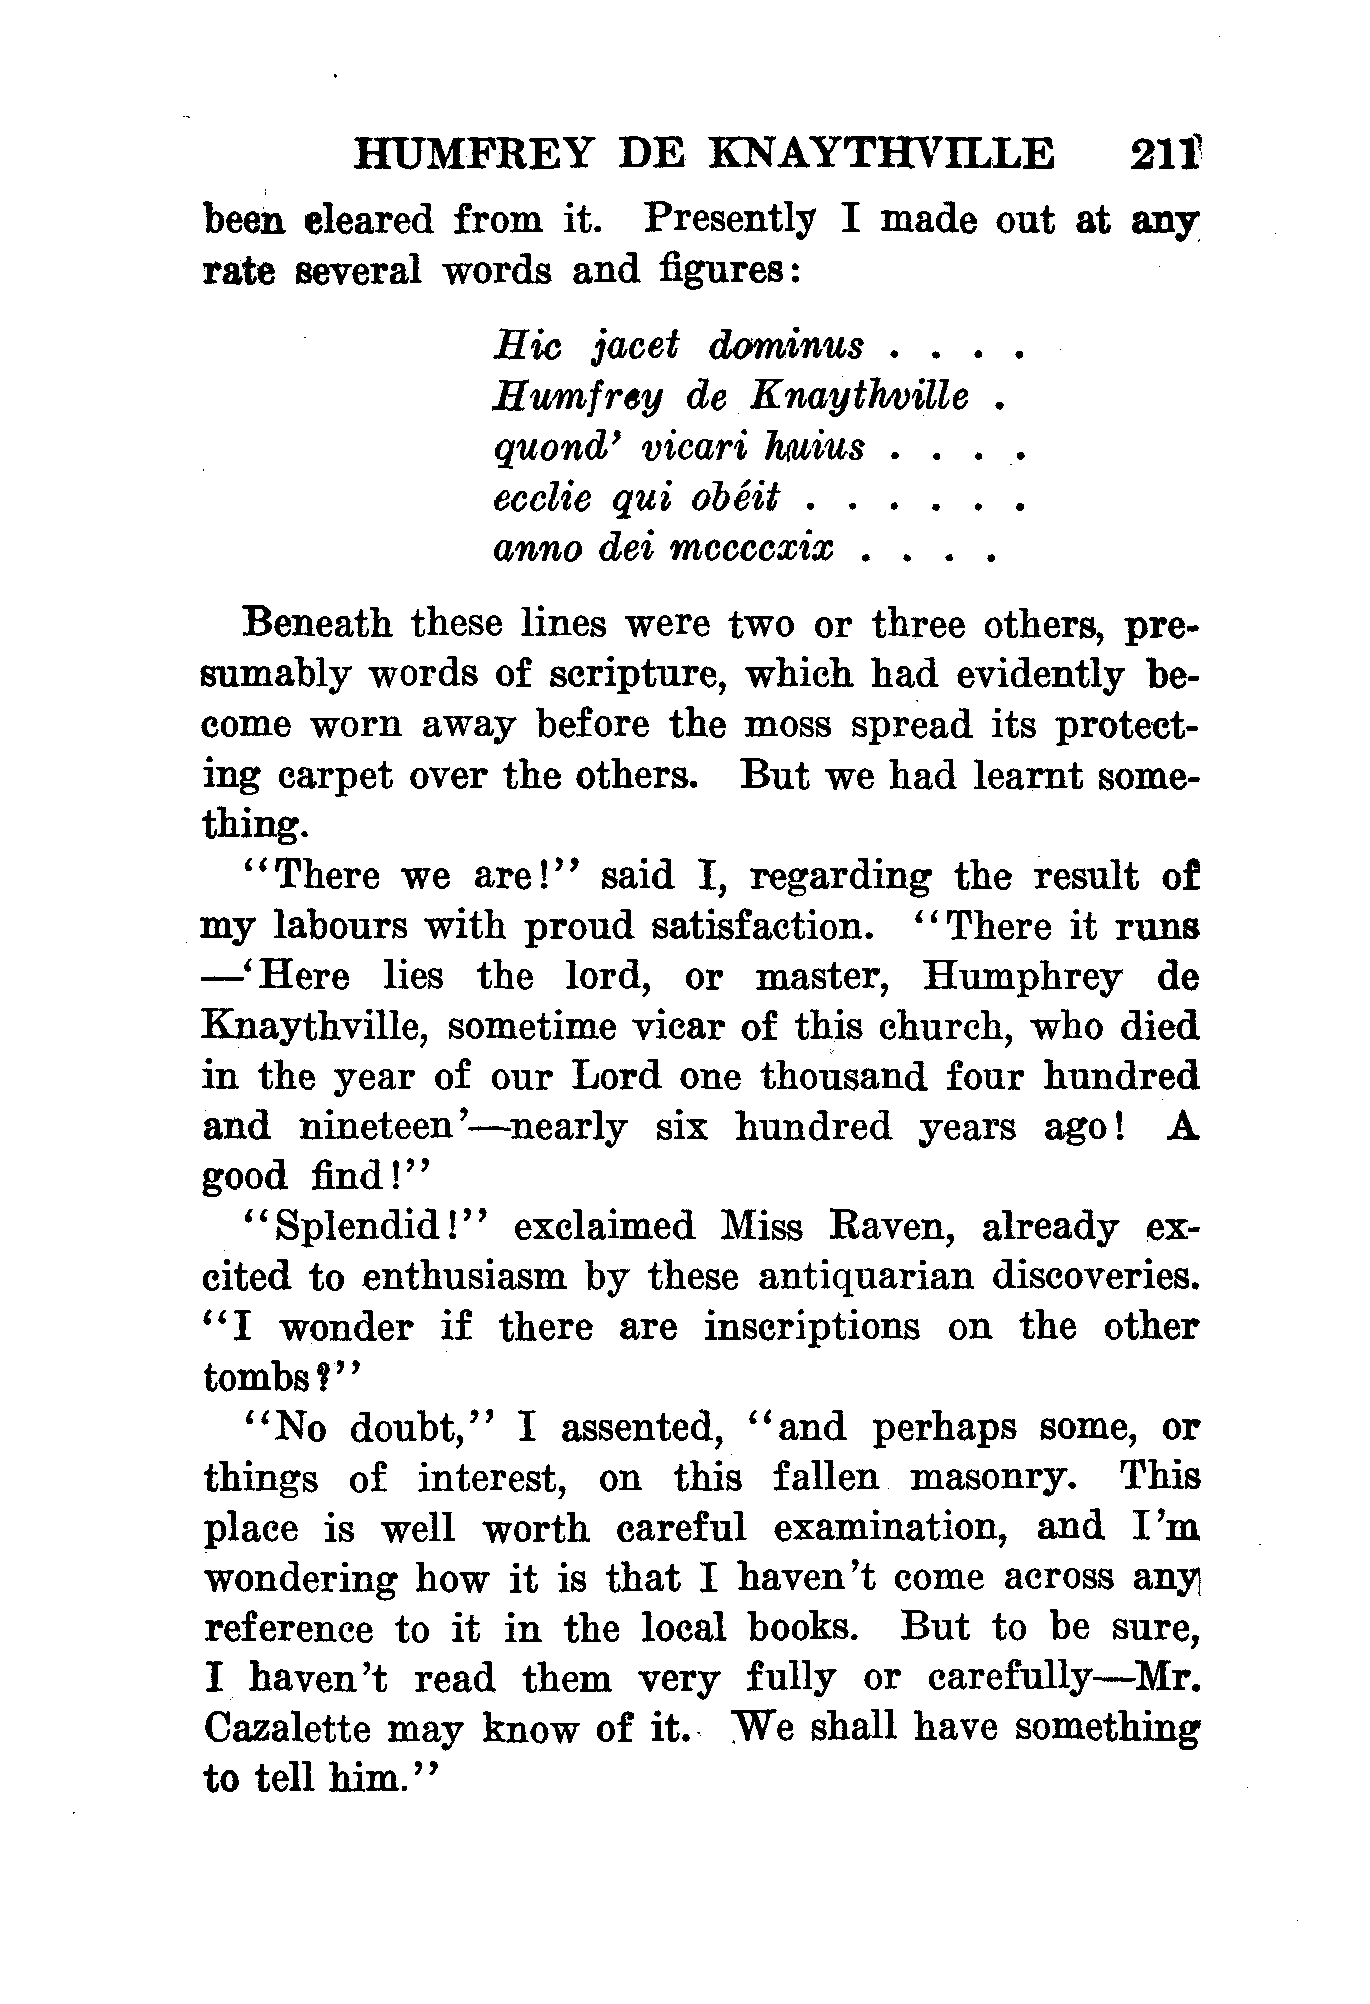 HUMFREY DE KNAYTHVILLE 211
been cleared from it. Presently I made out at any
rate several words and figures:
Hic jacet dominus . . . .
Humfrey de Knaythville .
quond' vicari huius . . . .
ecclie qui obéit . . . . . .
anno dei mccccxix . . . .
Beneath these lines were two or three others, pre-
sumably words of scripture, which had evidently be-
come worn away before the moss spread its protect-
ing carpet over the others. But we had learnt some-
thing.
"There we are!" said I, regarding the result of
my labours with proud satisfaction. "There it runs
—'Here lies the lord, or master, Humphrey de
Knaythville, sometime vicar of this church, who died
in the year of our Lord one thousand four hundred
and nineteen'—nearly six hundred years ago! A
good find!"
"Splendid!" exclaimed Miss Raven, already ex-
cited to enthusiasm by these antiquarian discoveries.
"I wonder if there are inscriptions on the other
tombs?"
"No doubt," I assented, "and perhaps some, or
things of interest, on this fallen masonry. This
place is well worth careful examination, and I'm
wondering how it is that I haven't come across any
reference to it in the local books. But to be sure,
I haven't read them very fully or carefully—Mr.
Cazalette may know of it. We shall have something
to tell him."